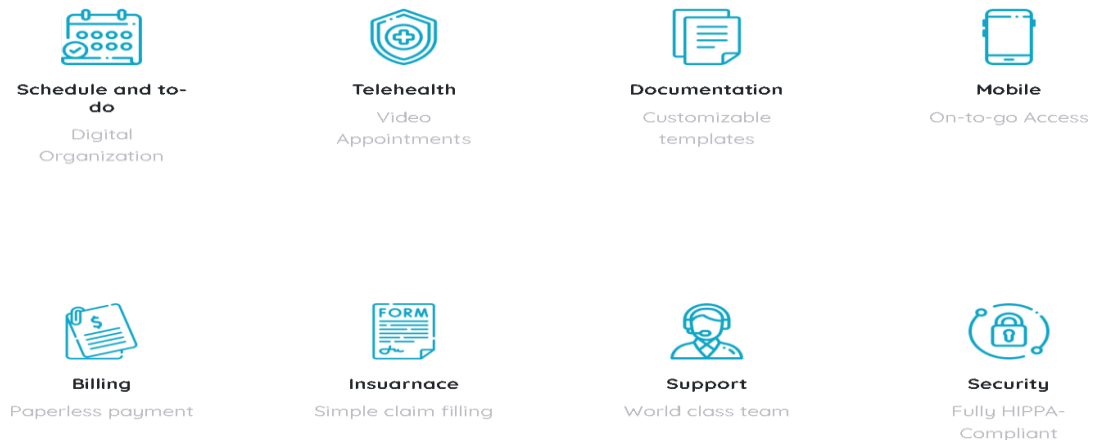 Schedule and to-
do
Digital
Organization
Telehealth
Video
Appointments
Documentation
Customizable
templates
Mobile
On-to-go Access
$
Billing
Paperless payment
FORM
Insuarnace
Simple claim filling
Support
World class team
Security
Fully HIPPA-
Compliant